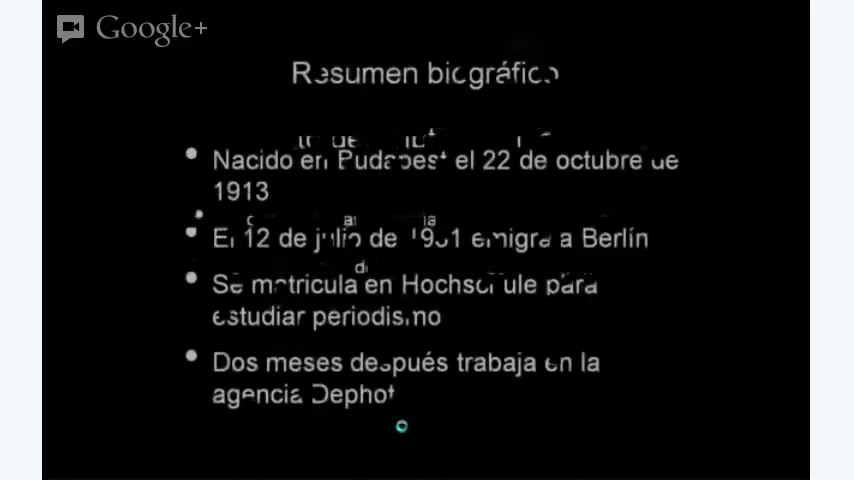 Google+
Resumen biográfico
• Nacido en Budapest el 22 de octubre de
1913
• El 12 de julio de 1931 emigra a Berlín
• Se matricula en Hochschule para
estudiar periodismo
• Dos meses después trabaja en la
agencia Dephot